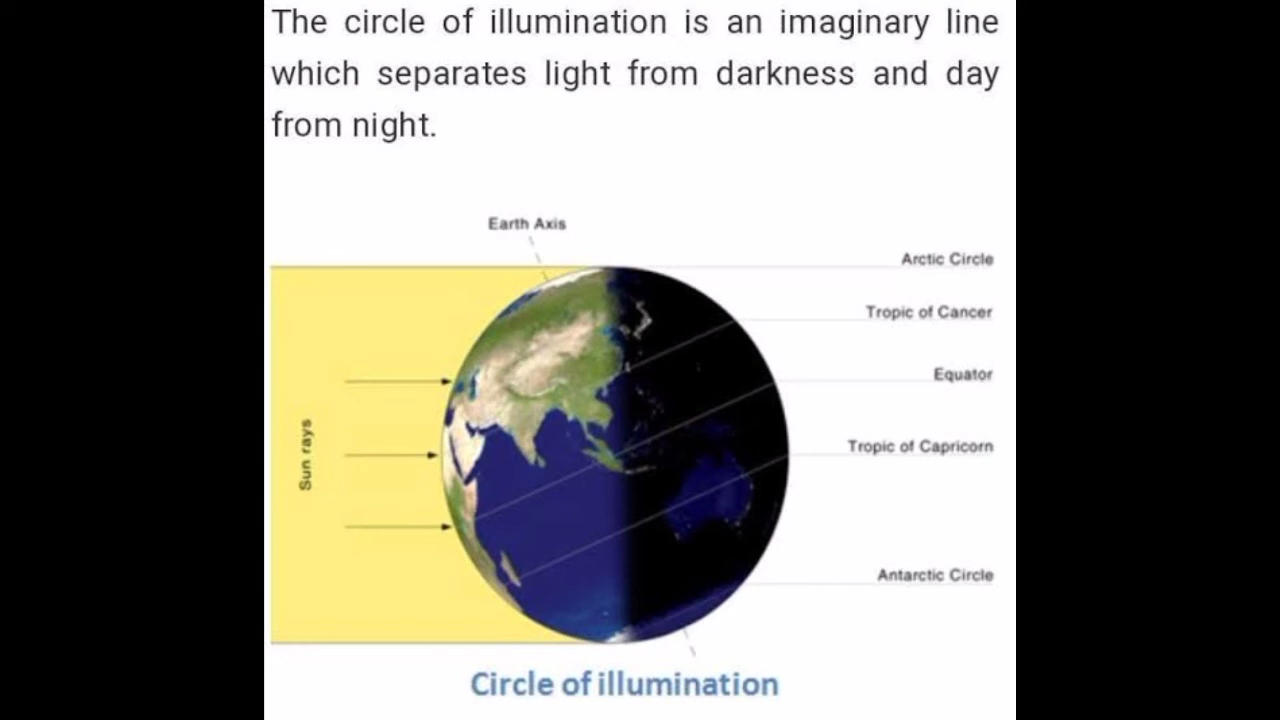 The circle of illumination is an imaginary line
which separates light from darkness and day
from night.
Earth Axis
Arctic Circle
Tropic of Cancer
Equator
Tropic of Capricorn
Sun rays
Antarctic Circle
Circle of illumination